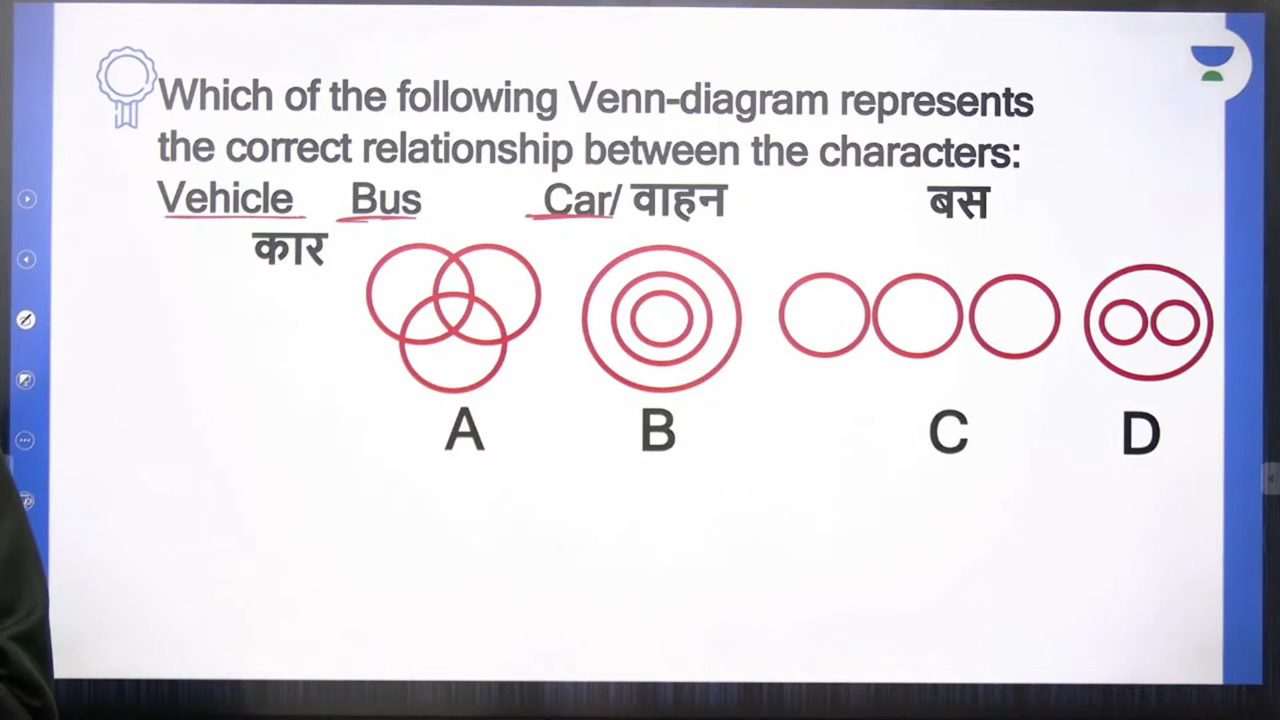 Which of the following Venn-diagram represents
the correct relationship between the characters:
Vehicle Bus Car/ वाहन बस
कार
A B C D